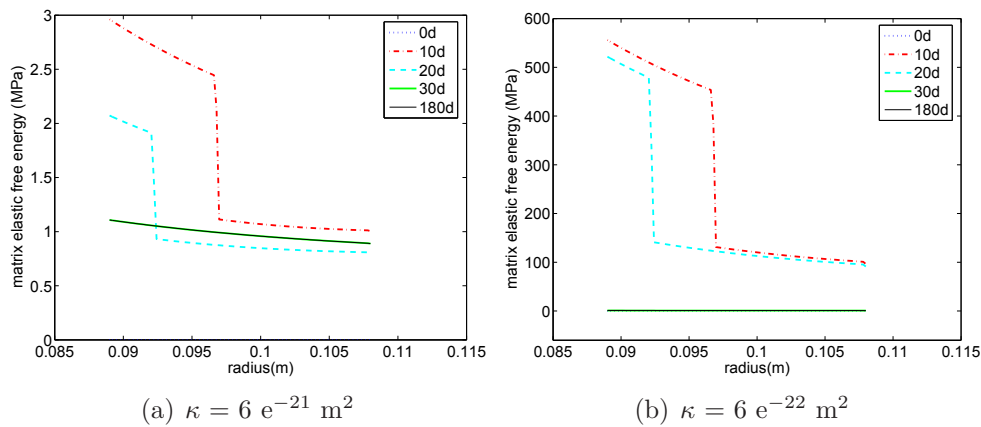 3
2.5
2
1.5
1
0.5
0
matrix elastic free energy (MPa)
0.085 0.09 0.095 0.1 0.105 0.11 0.115
radius(m)
0d
10d
20d
30d
180d
(a) κ = 6 e⁻²¹ m²
600
500
400
300
200
100
0
matrix elastic free energy (MPa)
0.085 0.09 0.095 0.1 0.105 0.11 0.115
radius(m)
0d
10d
20d
30d
180d
(b) κ = 6 e⁻²² m²